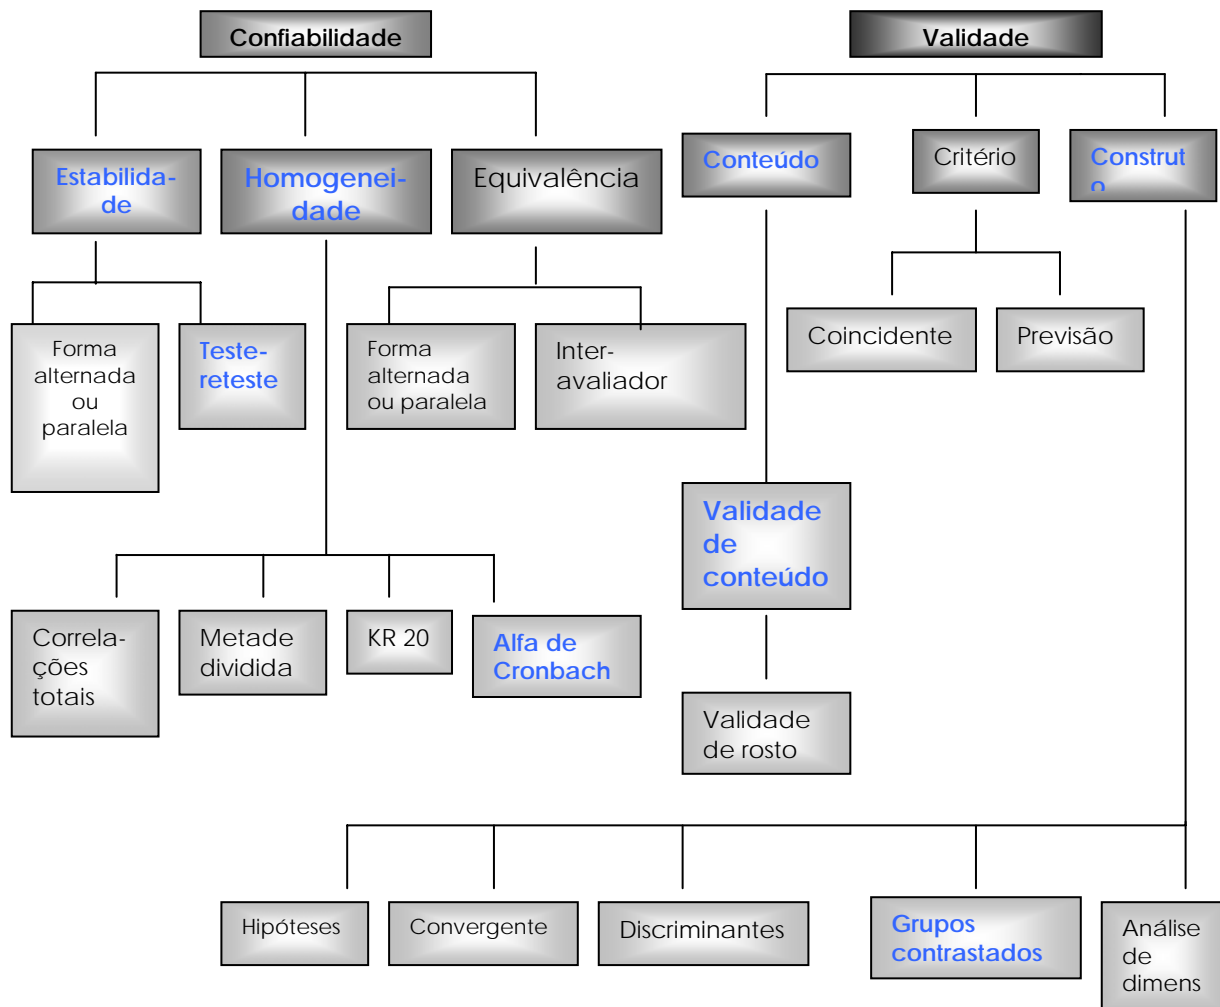 Confiabilidade
Validade
Estabilida-
de
Homogenei-
dade
Equivalência
Conteúdo
Critério
Construt
o
Forma
alternada
ou
paralela
Teste-
reteste
Forma
alternada
ou paralela
Inter-
avaliador
Coincidente
Previsão
Validade
de
conteúdo
Correla-
ções
totais
Metade
dividida
KR 20
Alfa de
Cronbach
Validade
de rosto
Hipóteses
Convergente
Discriminantes
Grupos
contrastados
Análise
de
dimens